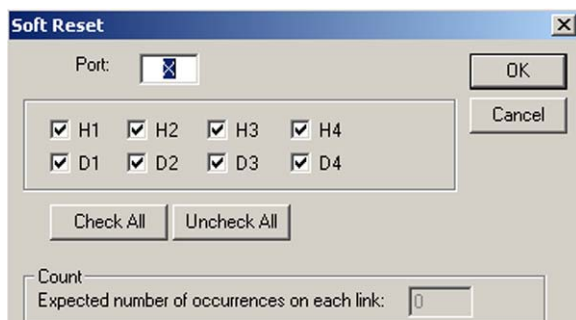 Soft Reset
Port: X
OK
Cancel
H1 H2 H3 H4
D1 D2 D3 D4
Check All Uncheck All
Count
Expected number of occurrences on each link: 0